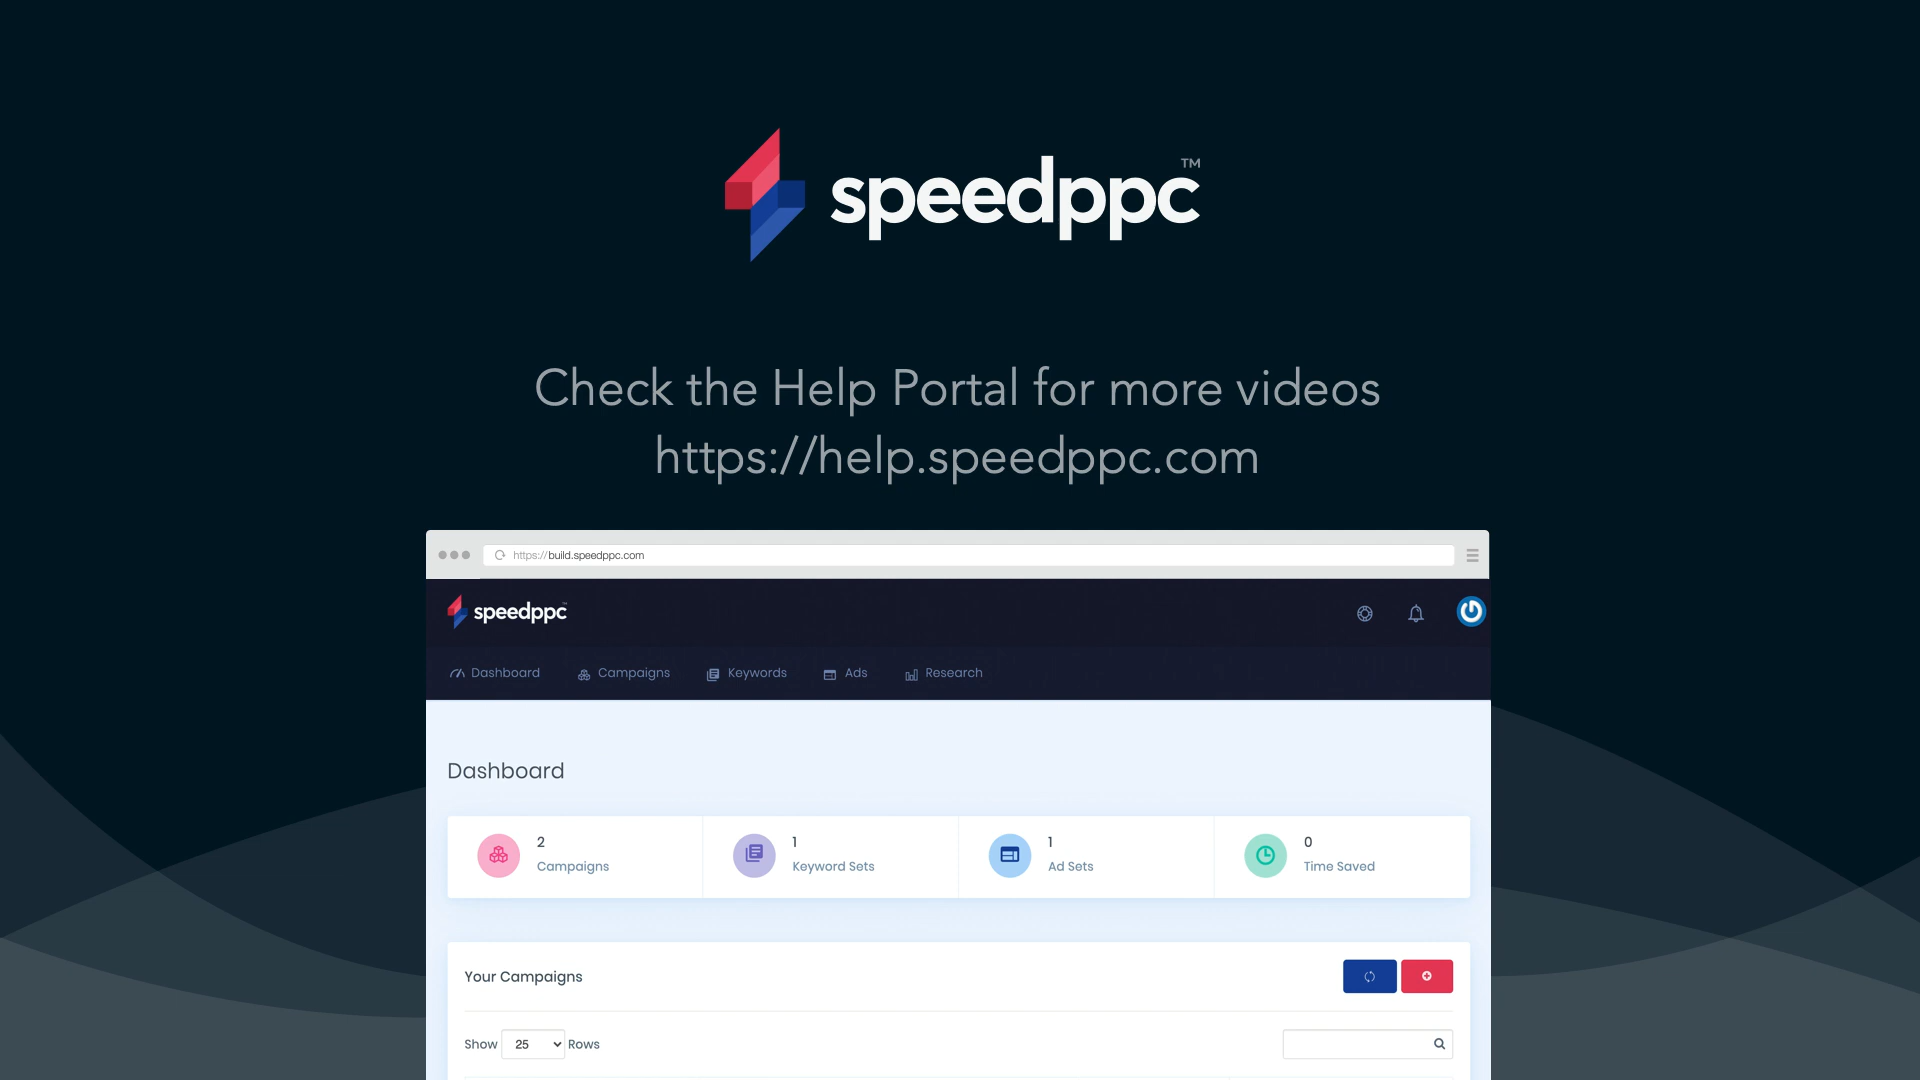 speedppc™
Check the Help Portal for more videos
https://help.speedppc.com
https://build.speedppc.com
speedppc™
Dashboard Campaigns Keywords Ads Research
Dashboard
2 1 1 0
Campaigns Keyword Sets Ad Sets Time Saved
Your Campaigns
Show 25 Rows